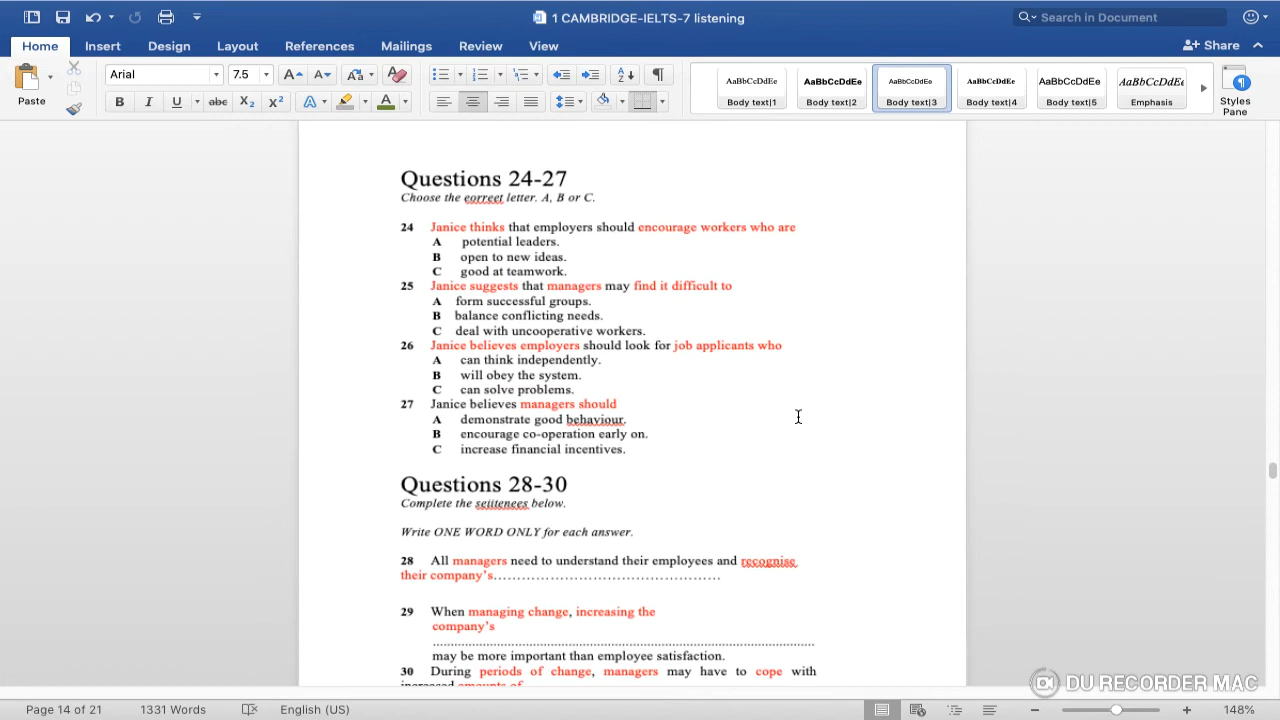 1 CAMBRIDGE-IELTS-7 listening
Search in Document
Home Insert Design Layout References Mailings Review View
Share
Paste
Arial 7.5
B I U abc X₂ X² A A
AaBbCcDdEe AaBbCcDdEe AaBbCcDdEe AaBbCcDdEe AaBbCcDdEe AaBbCcDdEe
Body text|1 Body text|2 Body text|3 Body text|4 Body text|5 Emphasis
Styles
Pane
Questions 24-27
Choose the eorreet letter. A, B or C.
24 Janice thinks that employers should encourage workers who are
A potential leaders.
B open to new ideas.
C good at teamwork.
25 Janice suggests that managers may find it difficult to
A form successful groups.
B balance conflicting needs.
C deal with uncooperative workers.
26 Janice believes employers should look for job applicants who
A can think independently.
B will obey the system.
C can solve problems.
27 Janice believes managers should
A demonstrate good behaviour.
B encourage co-operation early on.
C increase financial incentives.
Questions 28-30
Complete the seiitenees below.
Write ONE WORD ONLY for each answer.
28 All managers need to understand their employees and recognise
their company's................................................
29 When managing change, increasing the
company's
................................................................................................
may be more important than employee satisfaction.
30 During periods of change, managers may have to cope with
increased amounts of
DU RECORDER MAC
Page 14 of 21 1331 Words English (US) 148%